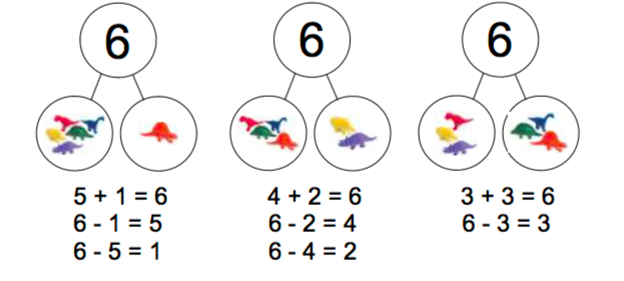 6
6
6
5 + 1 = 6
6 - 1 = 5
6 - 5 = 1
4 + 2 = 6
6 - 2 = 4
6 - 4 = 2
3 + 3 = 6
6 - 3 = 3